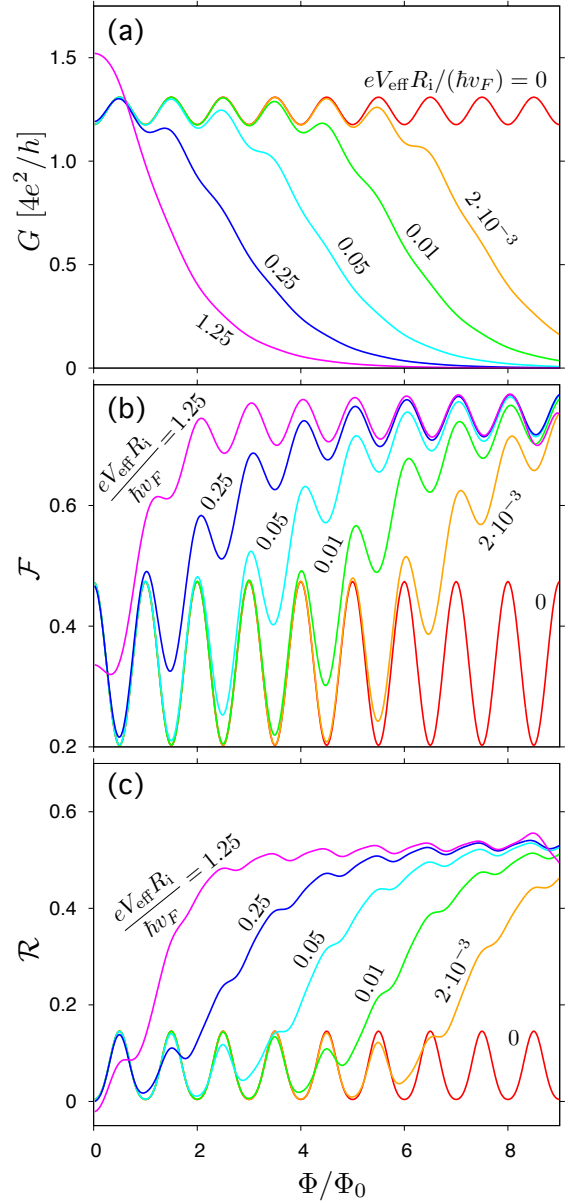 (a)
1.5
1.0
0.5
0
G [4e²/h]
eV_eff R_i/(ħv_F) = 0
2·10⁻³
0.01
0.05
0.25
1.25
(b)
0.6
0.4
0.2
ℱ
eV_eff R_i/ħv_F = 1.25
0.25
0.05
0.01
2·10⁻³
0
(c)
0.6
0.4
0.2
0
ℛ
eV_eff R_i/ħv_F = 1.25
0.25
0.05
0.01
2·10⁻³
0
0 2 4 6 8
Φ/Φ₀